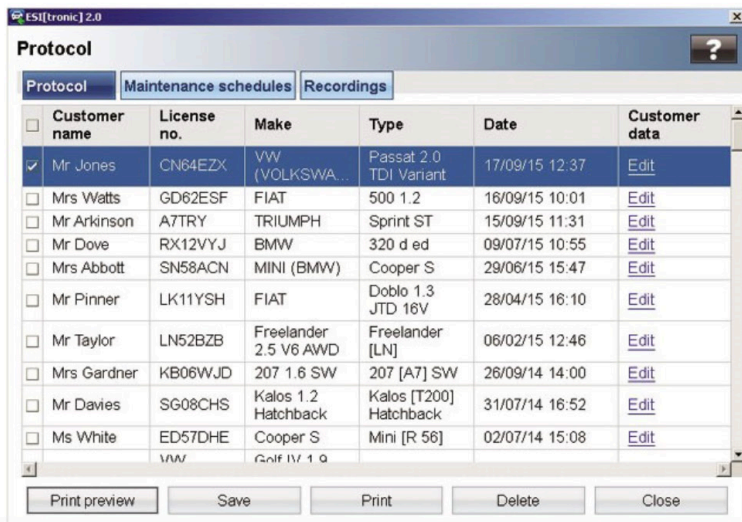 ESI[tronic] 2.0
Protocol
?
Protocol Maintenance schedules Recordings
Customer name License no. Make Type Date Customer data
Mr Jones CN64EZX VW (VOLKSWA... Passat 2.0 TDI Variant 17/09/15 12:37 Edit
Mrs Watts GD62ESF FIAT 500 1.2 16/09/15 10:01 Edit
Mr Arkinson A7TRY TRIUMPH Sprint ST 15/09/15 11:31 Edit
Mr Dove RX12VYJ BMW 320 d ed 09/07/15 10:55 Edit
Mrs Abbott SN58ACN MINI (BMW) Cooper S 29/06/15 15:47 Edit
Mr Pinner LK11YSH FIAT Doblo 1.3 JTD 16V 28/04/15 16:10 Edit
Mr Taylor LN52BZB Freelander 2.5 V6 AWD Freelander [LN] 06/02/15 12:46 Edit
Mrs Gardner KB06WJD 207 1.6 SW 207 [A7] SW 26/09/14 14:00 Edit
Mr Davies SG08CHS Kalos 1.2 Hatchback Kalos [T200] Hatchback 31/07/14 16:52 Edit
Ms White ED57DHE Cooper S Mini [R 56] 02/07/14 15:08 Edit
VW Golf IV 1.9
Print preview Save Print Delete Close